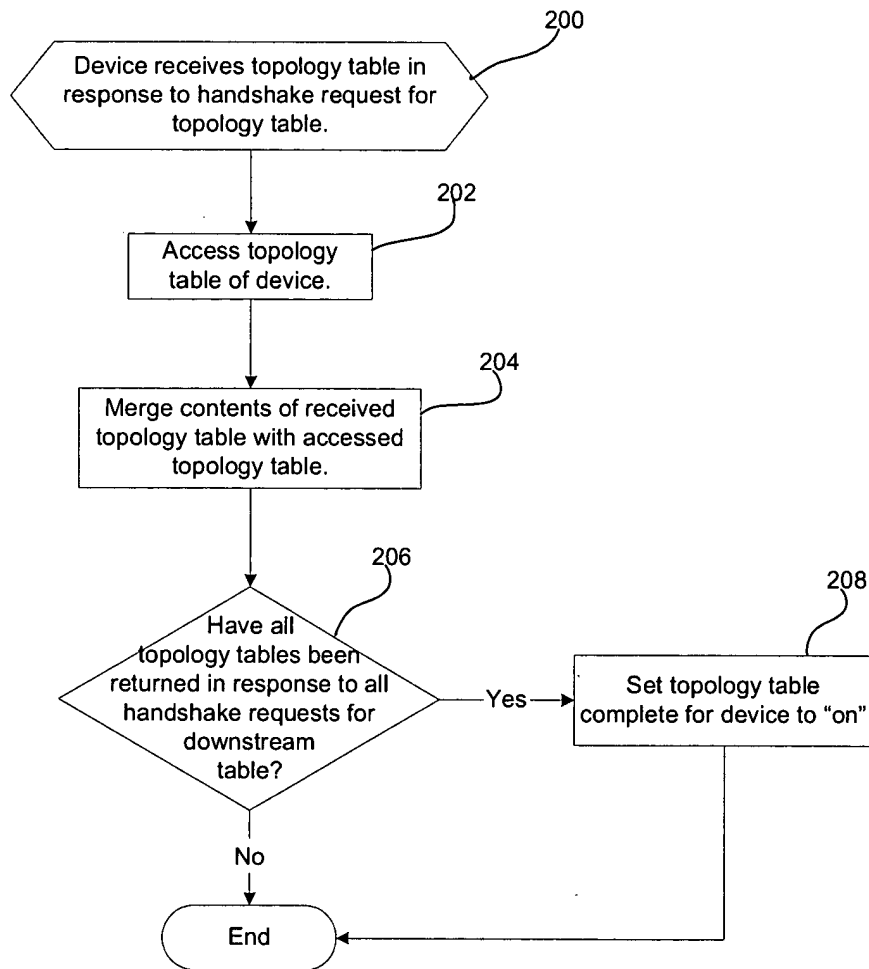 200
Device receives topology table in
response to handshake request for
topology table.
202
Access topology
table of device.
204
Merge contents of received
topology table with accessed
topology table.
206
Have all
topology tables been
returned in response to all
handshake requests for
downstream
table?
Yes
208
Set topology table
complete for device to “on”
No
End